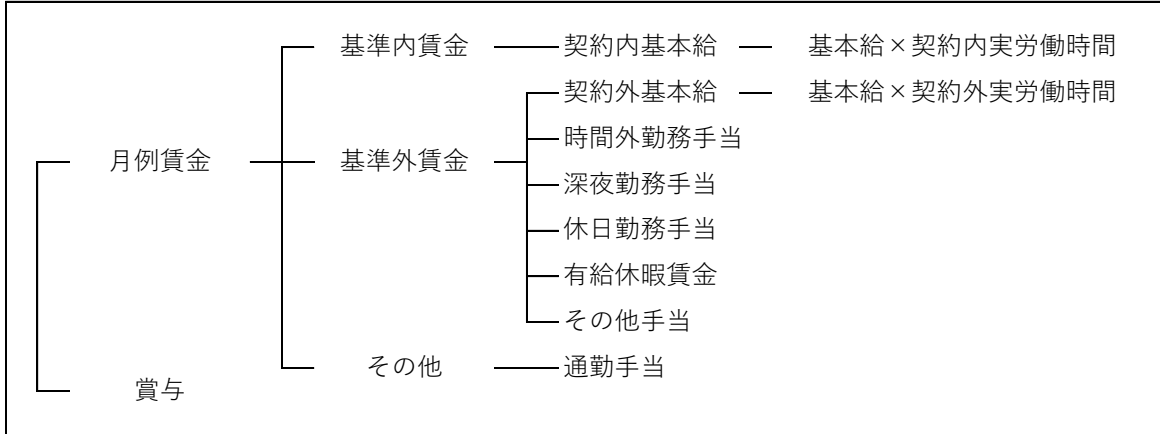 基準内賃金 契約内基本給 基本給×契約内実労働時間
契約外基本給 基本給×契約外実労働時間
時間外勤務手当
月例賃金 基準外賃金
深夜勤務手当
休日勤務手当
有給休暇賃金
その他手当
その他 通勤手当
賞与